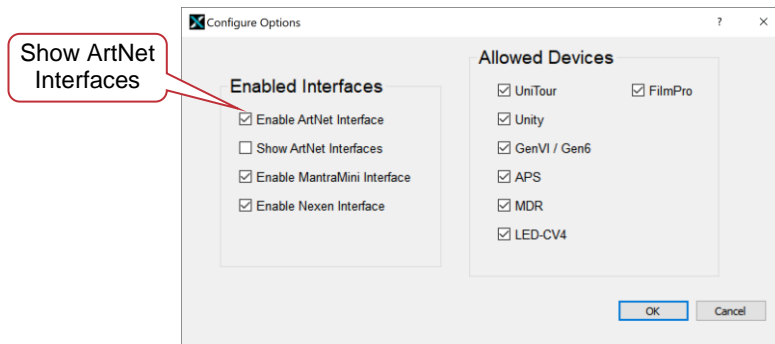 Configure Options
?
Show ArtNet
Interfaces
Enabled Interfaces
Enable ArtNet Interface
Show ArtNet Interfaces
Enable MantraMini Interface
Enable Nexen Interface
Allowed Devices
UniTour
FilmPro
Unity
GenVI / Gen6
APS
MDR
LED-CV4
OK
Cancel